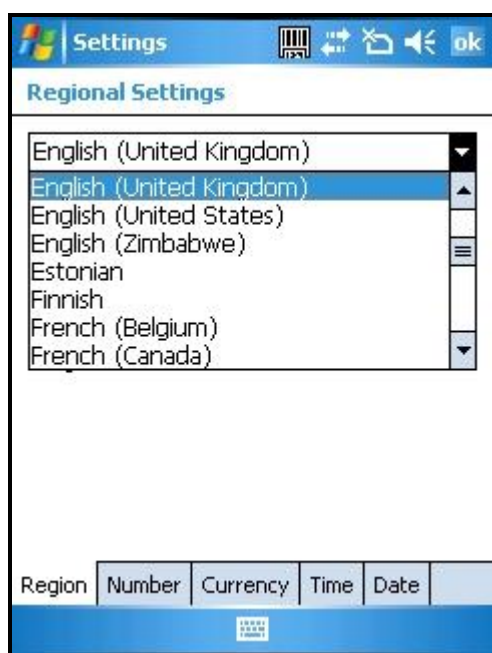 Settings
ok
Regional Settings
English (United Kingdom)
English (United Kingdom)
English (United States)
English (Zimbabwe)
Estonian
Finnish
French (Belgium)
French (Canada)
Region Number Currency Time Date